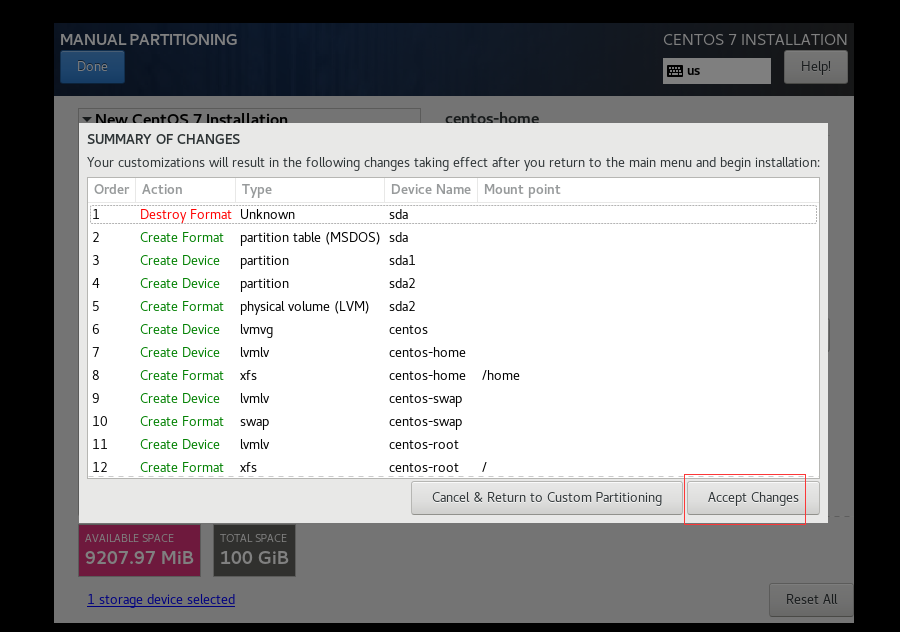 MANUAL PARTITIONING
CENTOS 7 INSTALLATION
Done
us
Help!
New CentOS 7 Installation
centos-home
SUMMARY OF CHANGES
Your customizations will result in the following changes taking effect after you return to the main menu and begin installation:
Order Action Type Device Name Mount point
1 Destroy Format Unknown sda
2 Create Format partition table (MSDOS) sda
3 Create Device partition sda1
4 Create Device partition sda2
5 Create Format physical volume (LVM) sda2
6 Create Device lvmvg centos
7 Create Device lvmlv centos-home
8 Create Format xfs centos-home /home
9 Create Device lvmlv centos-swap
10 Create Format swap centos-swap
11 Create Device lvmlv centos-root
12 Create Format xfs centos-root /
Cancel & Return to Custom Partitioning
Accept Changes
AVAILABLE SPACE
9207.97 MiB
TOTAL SPACE
100 GiB
1 storage device selected
Reset All